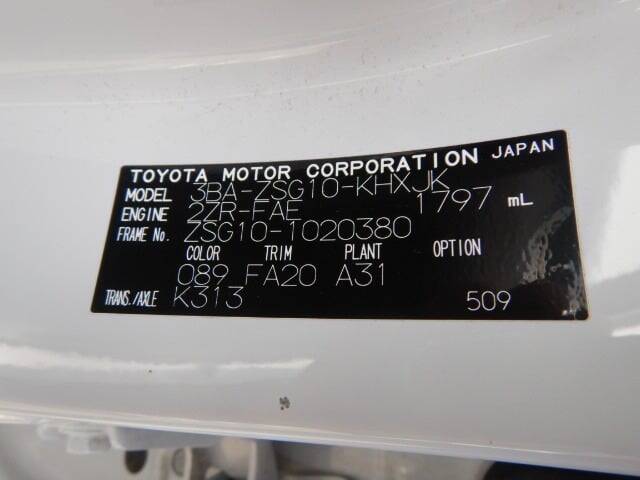 TOYOTA MOTOR CORPORATION JAPAN
MODEL 3BA-ZSG10-KHXJK
ENGINE 2ZR-FAE 1797 mL
FRAME No. ZSG10-1020380
COLOR TRIM PLANT OPTION
089 FA20 A31
TRANS./AXLE K313 509